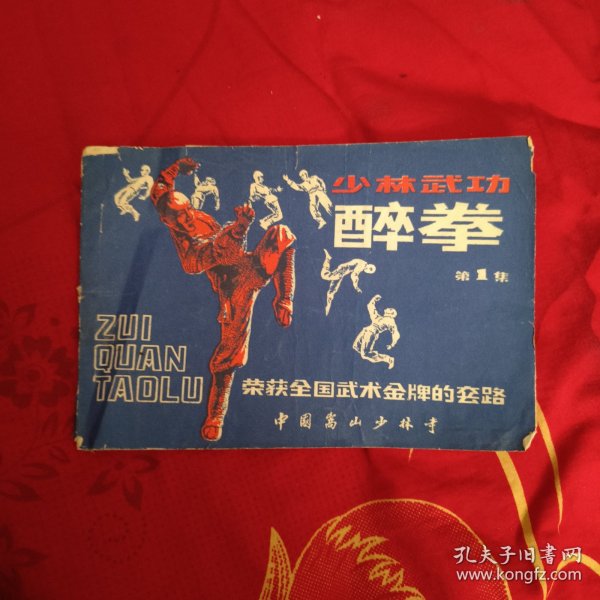 少林武功
醉拳
第1集
ZUI
QUAN
TAOLU
荣获全国武术金牌的套路
中国嵩山少林寺
孔夫子旧书网
www.kongfz.com